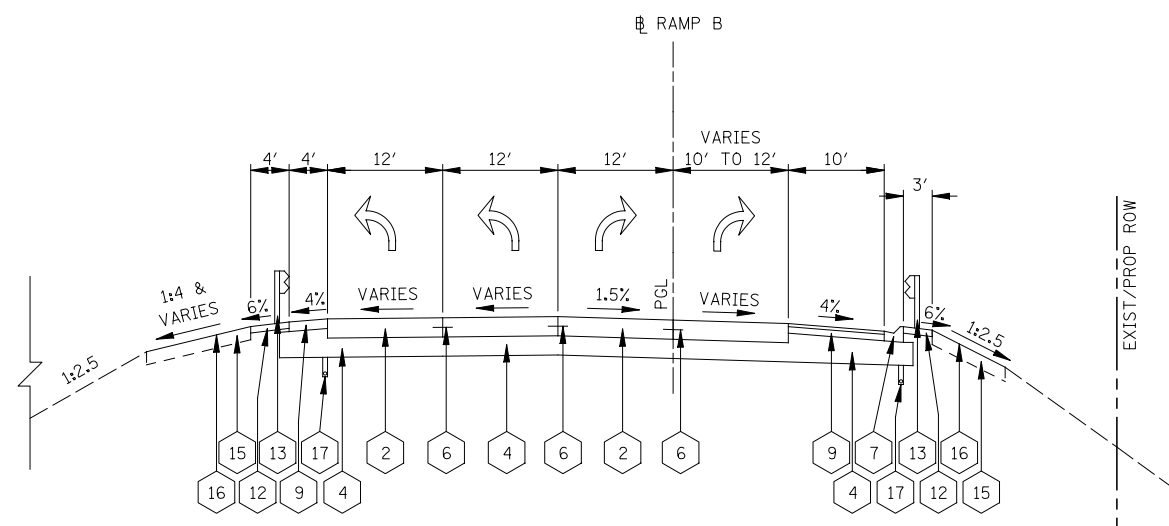 ℄ RAMP B
VARIES
4' 4' 12' 12' 12' 10' TO 12' 10'
3'
1:4 &
VARIES
6% 4% VARIES VARIES 1.5% PGL VARIES 4% 6%
1:2.5
1:2.5
EXIST/PROP ROW
15 13 17 2 6 4 6 2 6 9 7 13 16
16 12 9 4 4 17 12 15